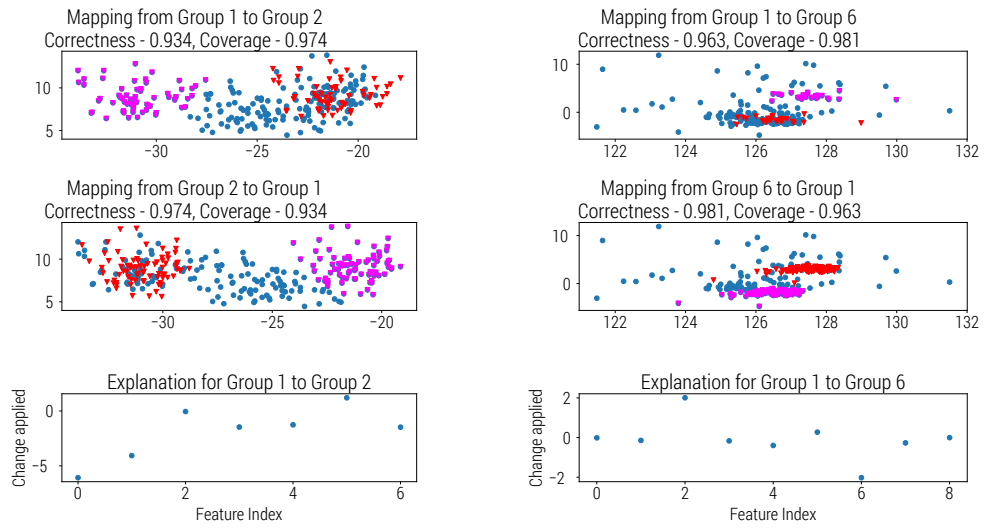 Mapping from Group 1 to Group 2
Correctness - 0.934, Coverage - 0.974
10
5
−30
−25
−20
Mapping from Group 1 to Group 6
Correctness - 0.963, Coverage - 0.981
10
0
122
124
126
128
130
132
Mapping from Group 2 to Group 1
Correctness - 0.974, Coverage - 0.934
10
5
−30
−25
−20
Mapping from Group 6 to Group 1
Correctness - 0.981, Coverage - 0.963
10
0
122
124
126
128
130
132
Explanation for Group 1 to Group 2
Change applied
0
−5
0
2
4
6
Feature Index
Explanation for Group 1 to Group 6
Change applied
2
0
−2
0
2
4
6
8
Feature Index